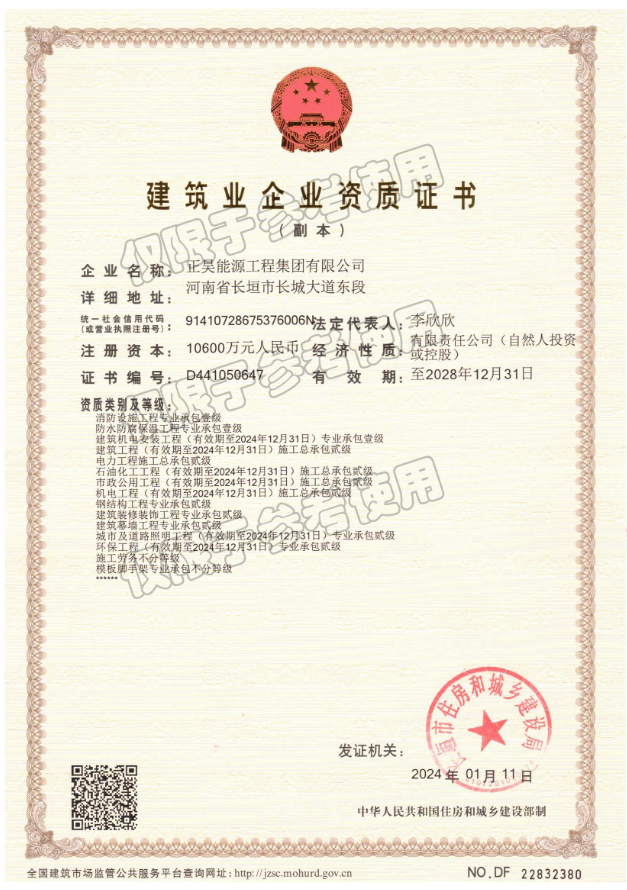 建筑业企业资质证书
（副本）
企业名称：正昊能源工程集团有限公司
详细地址：河南省长垣市长城大道东段
统一社会信用代码（或营业执照注册号）：91410728675376006N 法定代表人：李欣欣
注册资本：10600万元人民币 经济性质：有限责任公司（自然人投资或控股）
证书编号：D441050647 有效期：至2028年12月31日
资质类别及等级：
消防设施工程专业承包壹级
防水防腐保温工程专业承包壹级
建筑机电安装工程（有效期至2024年12月31日）专业承包壹级
建筑工程（有效期至2024年12月31日）施工总承包贰级
电力工程施工总承包贰级
石油化工工程（有效期至2024年12月31日）施工总承包贰级
市政公用工程（有效期至2024年12月31日）施工总承包贰级
机电工程（有效期至2024年12月31日）施工总承包贰级
钢结构工程专业承包贰级
建筑装修装饰工程专业承包贰级
建筑幕墙工程专业承包贰级
城市及道路照明工程（有效期至2024年12月31日）专业承包贰级
环保工程（有效期至2024年12月31日）专业承包贰级
施工劳务不分等级
模板脚手架专业承包不分等级
******
仅限于参考使用
仅限于参考使用
仅限于参考使用
垣市住房和城乡建设局
发证机关：
2024年01月11日
中华人民共和国住房和城乡建设部制
全国建筑市场监管公共服务平台查询网址：http://jzsc.mohurd.gov.cn
NO.DF 22832380